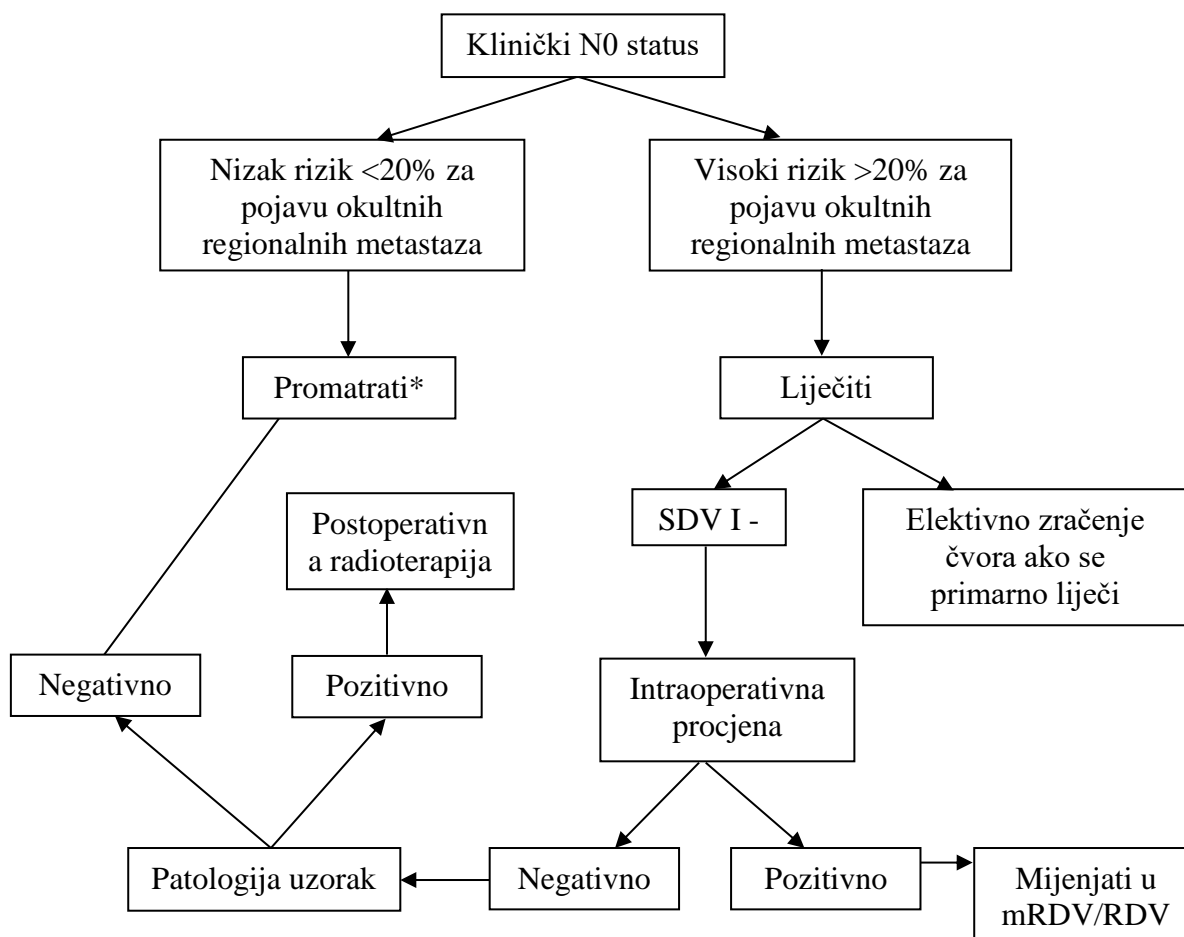 Klinički N0 status
Nizak rizik <20% za
pojavu okultnih
regionalnih metastaza
Visoki rizik >20% za
pojavu okultnih
regionalnih metastaza
Promatrati*
Liječiti
Postoperativn
a radioterapija
SDV I -
Elektivno zračenje
čvora ako se
primarno liječi
Negativno
Pozitivno
Intraoperativna
procjena
Patologija uzorak
Negativno
Pozitivno
Mijenjati u
mRDV/RDV